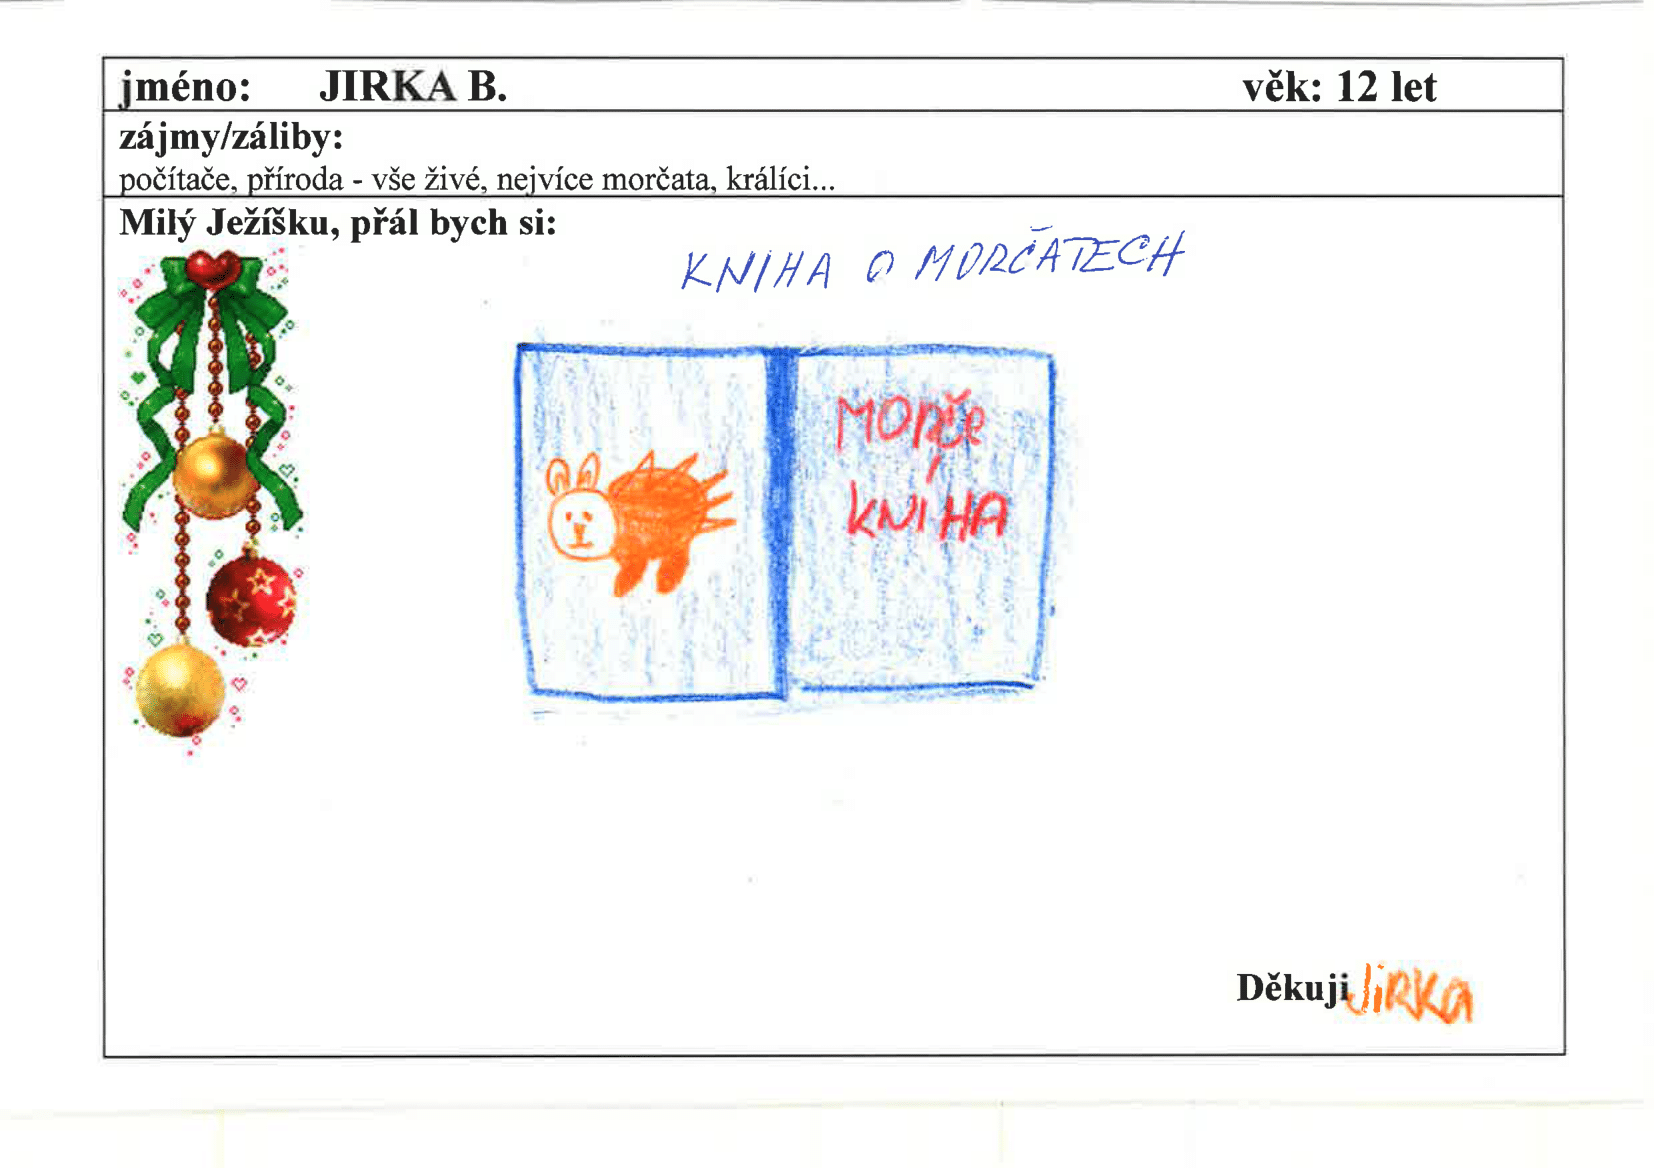 jméno: JIRKA B. věk: 12 let
zájmy/záliby:
počítače, příroda - vše živé, nejvíce morčata, králíci...
Milý Ježíšku, přál bych si:
KNIHA O MORČATECH
MORČE
KNIHA
Děkuji JiRKA